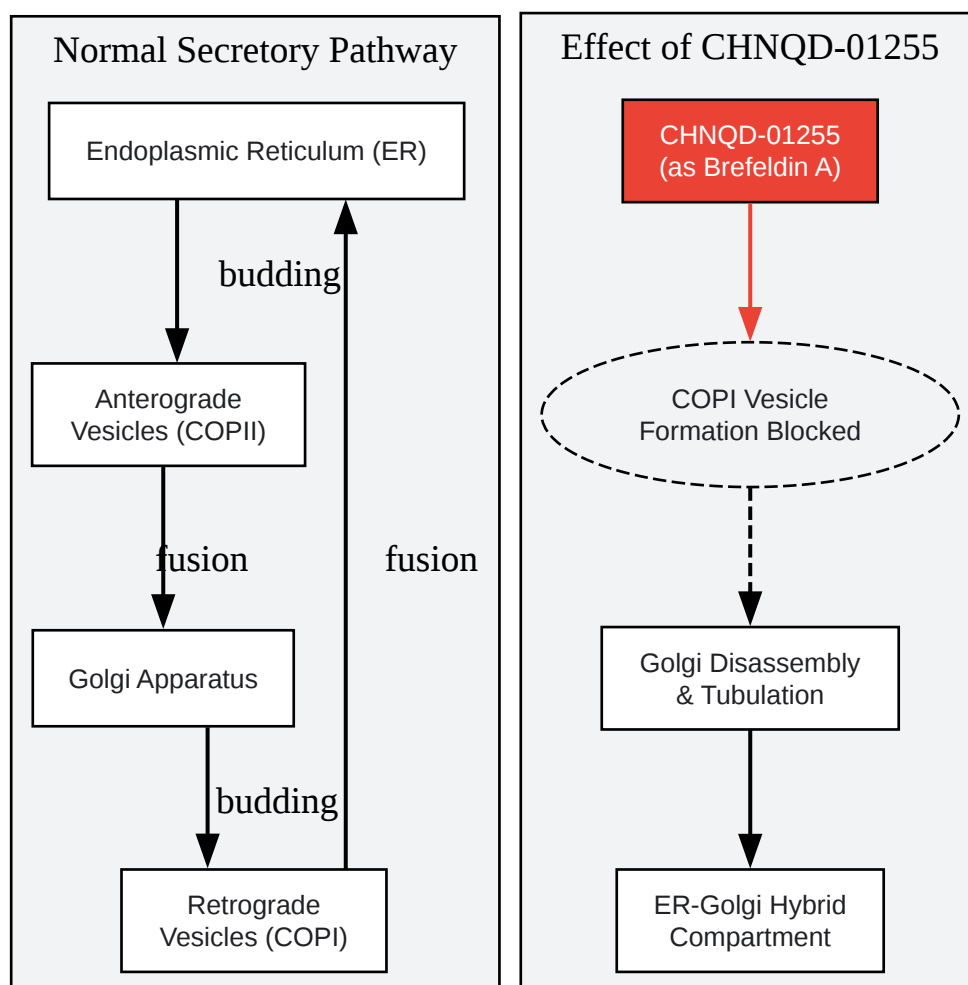 Normal Secretory Pathway
Endoplasmic Reticulum (ER)
budding
Anterograde
Vesicles (COPII)
fusion
fusion
Golgi Apparatus
budding
Retrograde
Vesicles (COPI)
Effect of CHNQD-01255
CHNQD-01255
(as Brefeldin A)
COPI Vesicle
Formation Blocked
Golgi Disassembly
& Tubulation
ER-Golgi Hybrid
Compartment